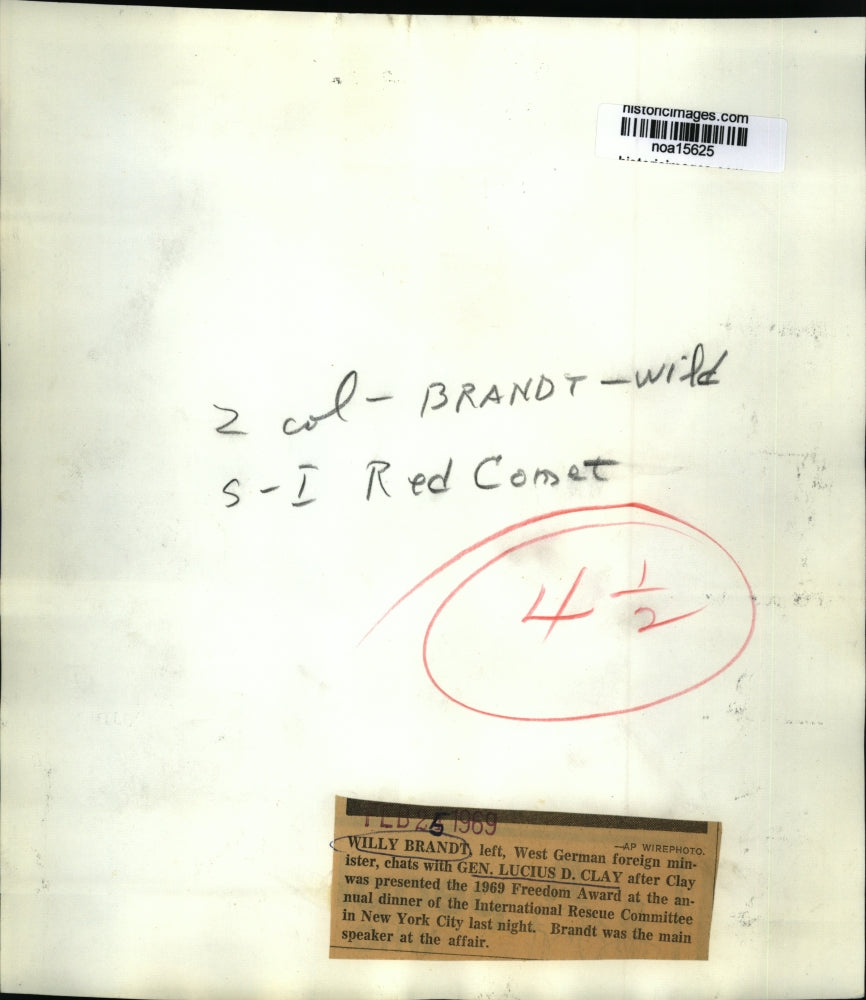 historicimages.com
noa15625
2 col - BRANDT - wild
S-I Red Comet
4 1/2
FEB 25 1969
—AP WIREPHOTO.
WILLY BRANDT, left, West German foreign min-
ister, chats with GEN. LUCIUS D. CLAY after Clay
was presented the 1969 Freedom Award at the an-
nual dinner of the International Rescue Committee
in New York City last night. Brandt was the main
speaker at the affair.